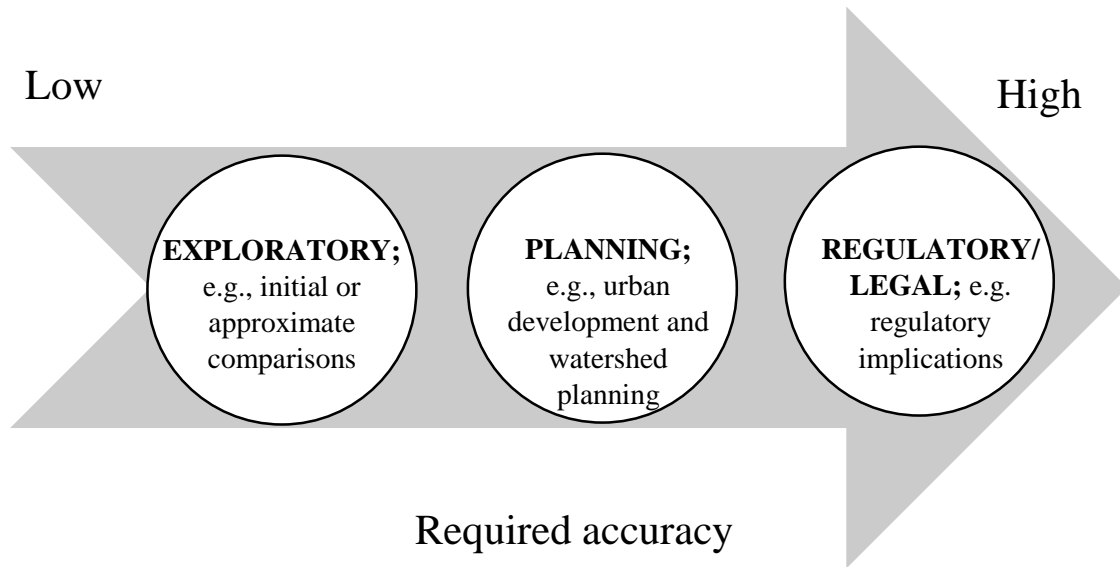 Low
High
EXPLORATORY;
e.g., initial or
approximate
comparisons
PLANNING;
e.g., urban
development and
watershed
planning
REGULATORY/
LEGAL; e.g.
regulatory
implications
Required accuracy